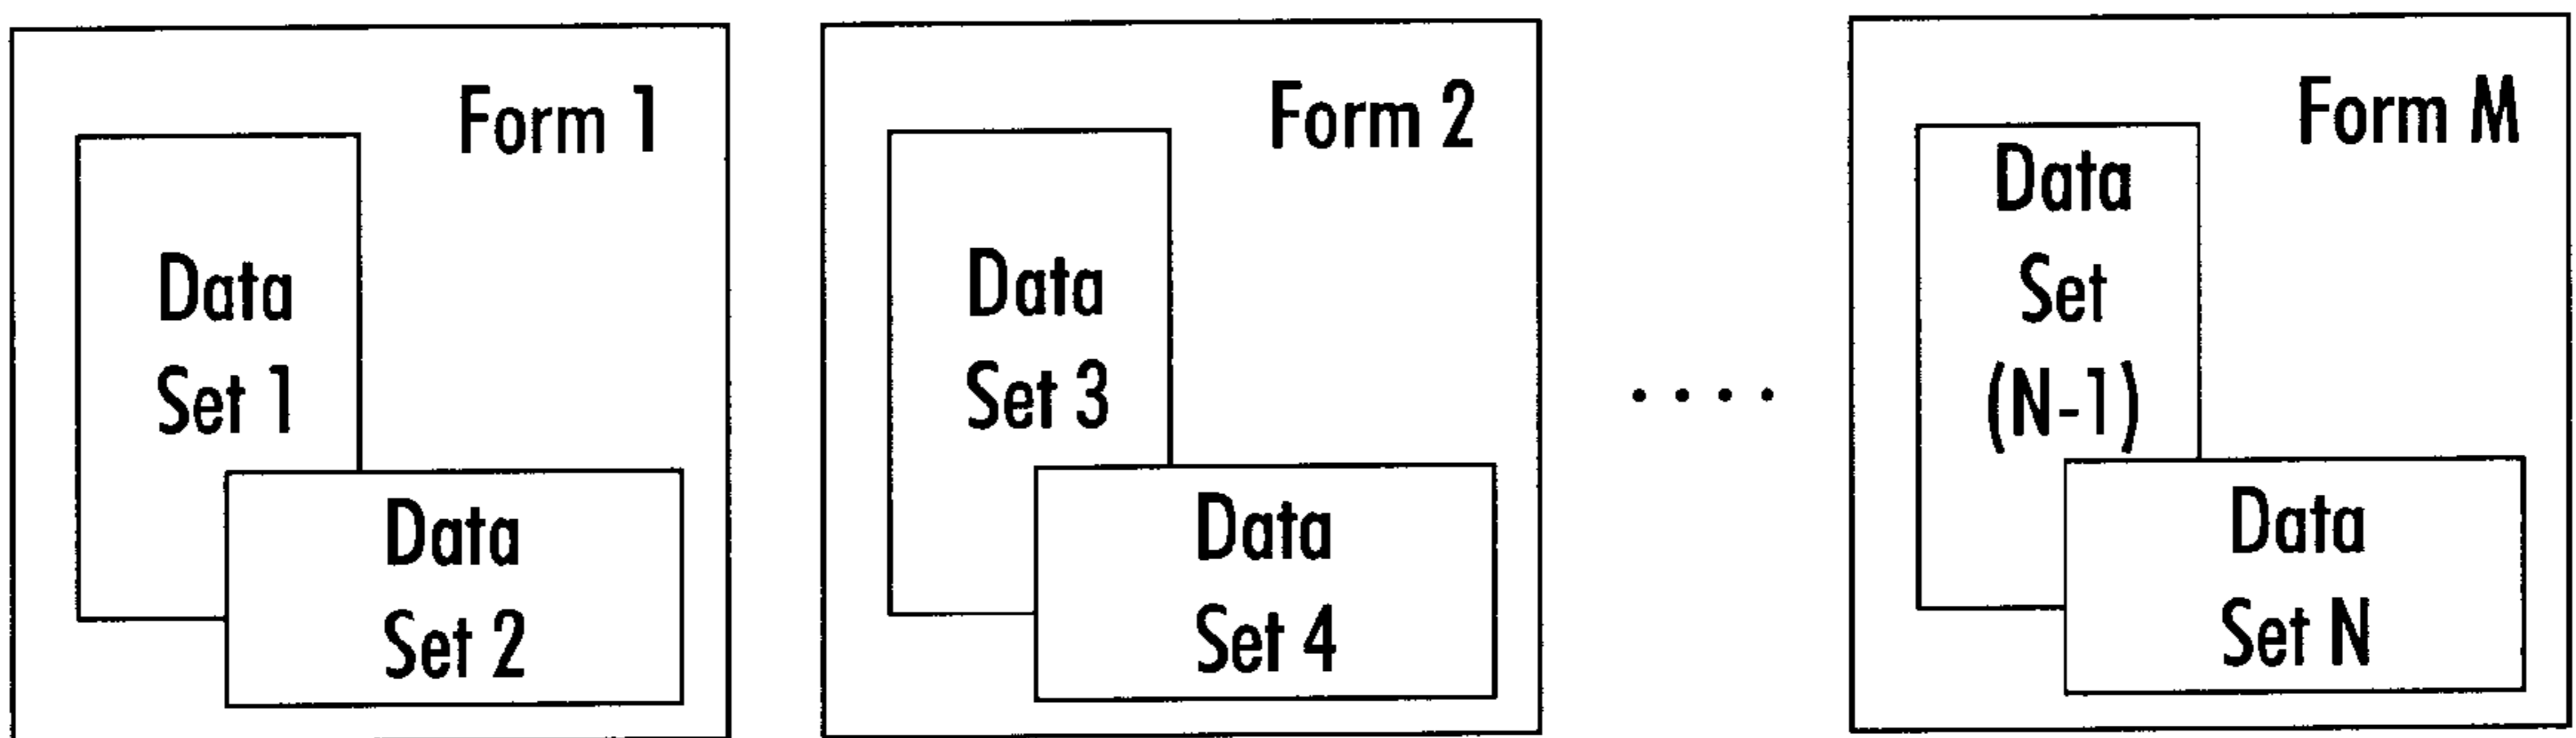 Form 1
Data
Set 1
Data
Set 2
Form 2
Data
Set 3
Data
Set 4
. . . .
Form M
Data
Set
(N-1)
Data
Set N